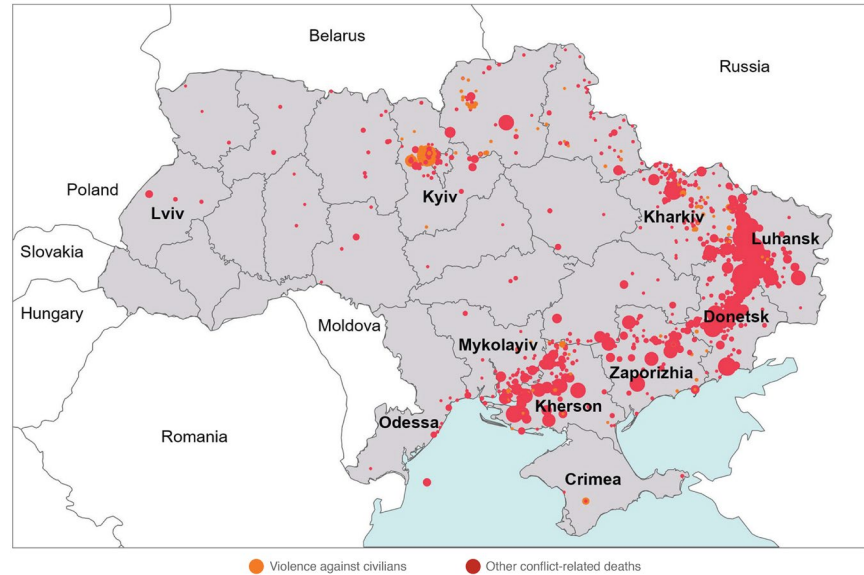 Belarus
Russia
Poland
Lviv
Kyiv
Kharkiv
Slovakia
Luhansk
Hungary
Moldova
Donetsk
Mykolayiv
Zaporizhia
Kherson
Odessa
Romania
Crimea
Violence against civilians
Other conflict-related deaths